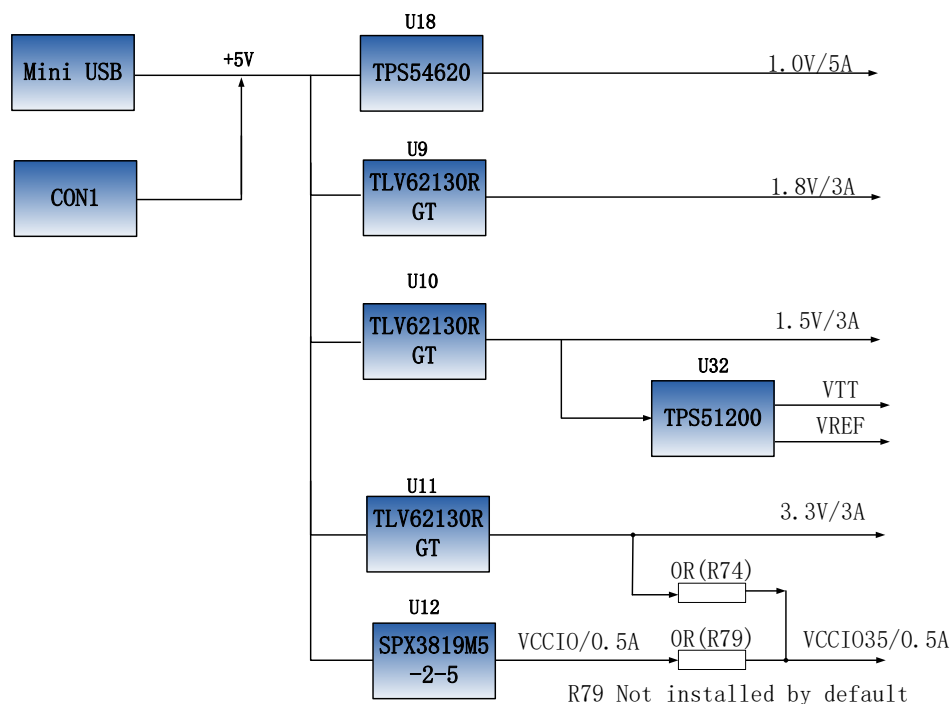 U18
Mini USB
+5V
TPS54620
1.0V/5A
U9
CON1
TLV62130R
GT
1.8V/3A
U10
TLV62130R
GT
1.5V/3A
U32
TPS51200
VTT
VREF
U11
TLV62130R
GT
3.3V/3A
0R(R74)
U12
SPX3819M5
-2-5
VCCIO/0.5A
0R(R79)
VCCIO35/0.5A
R79 Not installed by default